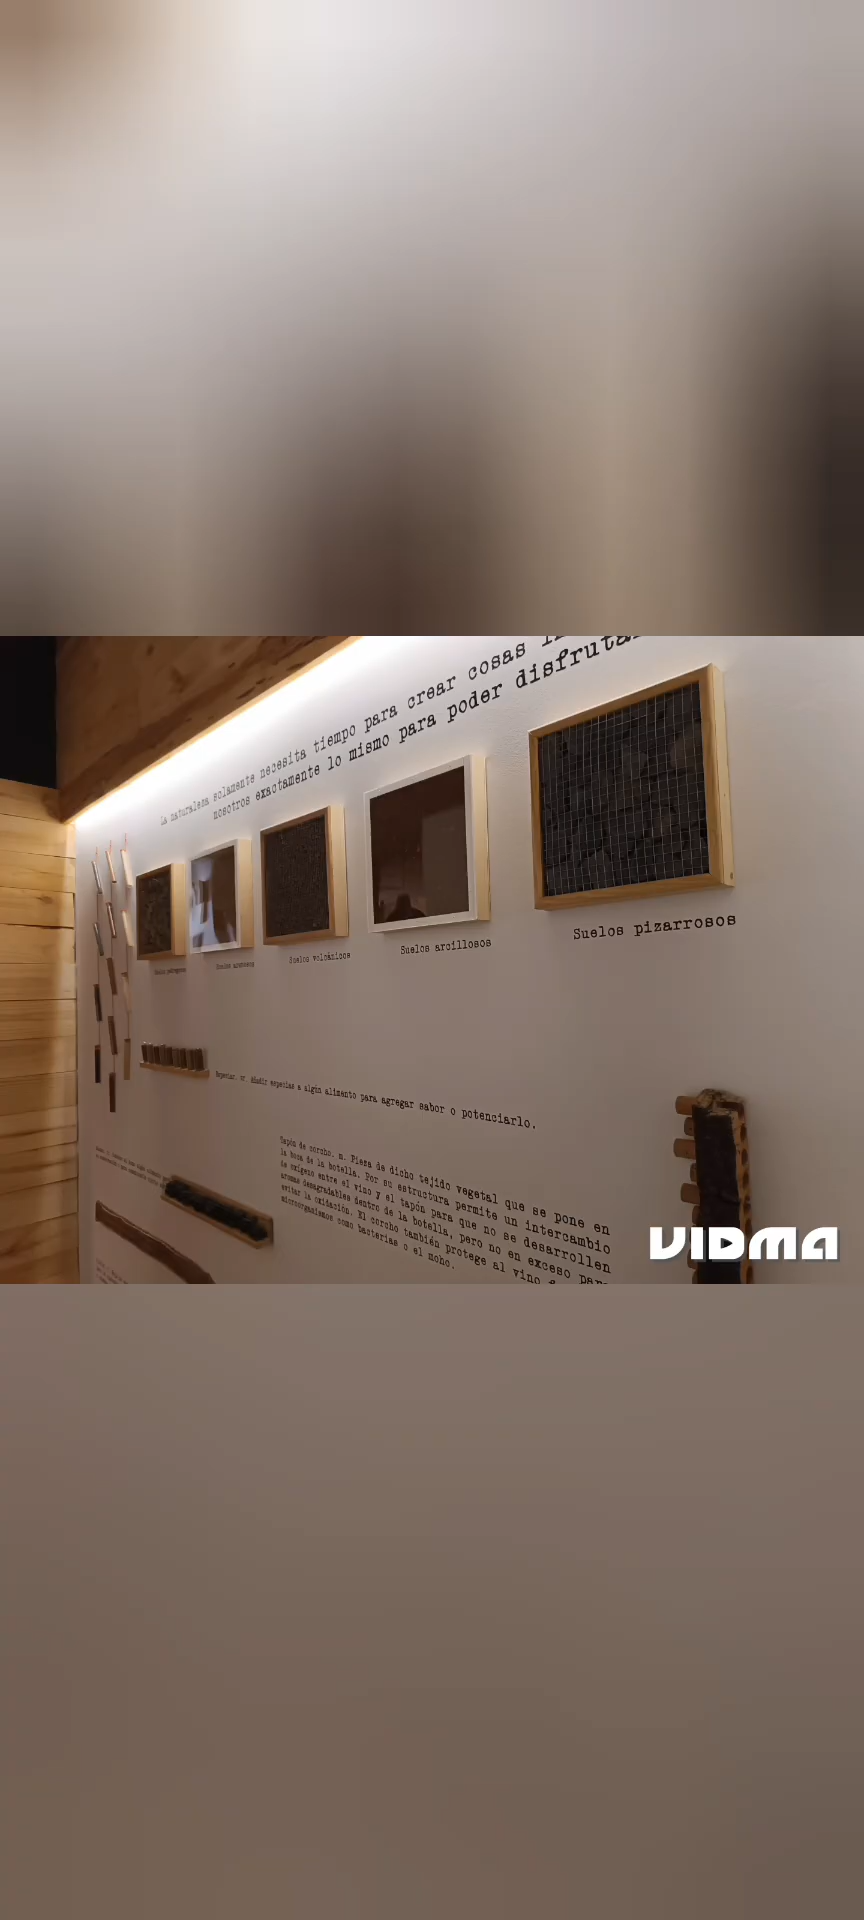 La naturaleza solamente necesita tiempo para crear cosas
nosotros exactamente lo mismo para poder disfrutar
Suelos arenosos
Suelos volcánicos
Suelos arcillosos
Suelos pizarrosos
Especiar. tr. Añadir especias a algún alimento para agregar sabor o potenciarlo.
Tapón de corcho. m. Pieza de dicho tejido vegetal que se pone en
la boca de la botella. Por su estructura permite un intercambio
de oxígeno entre el vino y el tapón para que no se desarrollen
aromas desagradables dentro de la botella, pero no en exceso para
evitar la oxidación. El corcho también protege al vino
microorganismos como bacterias o el moho.
VIDMA